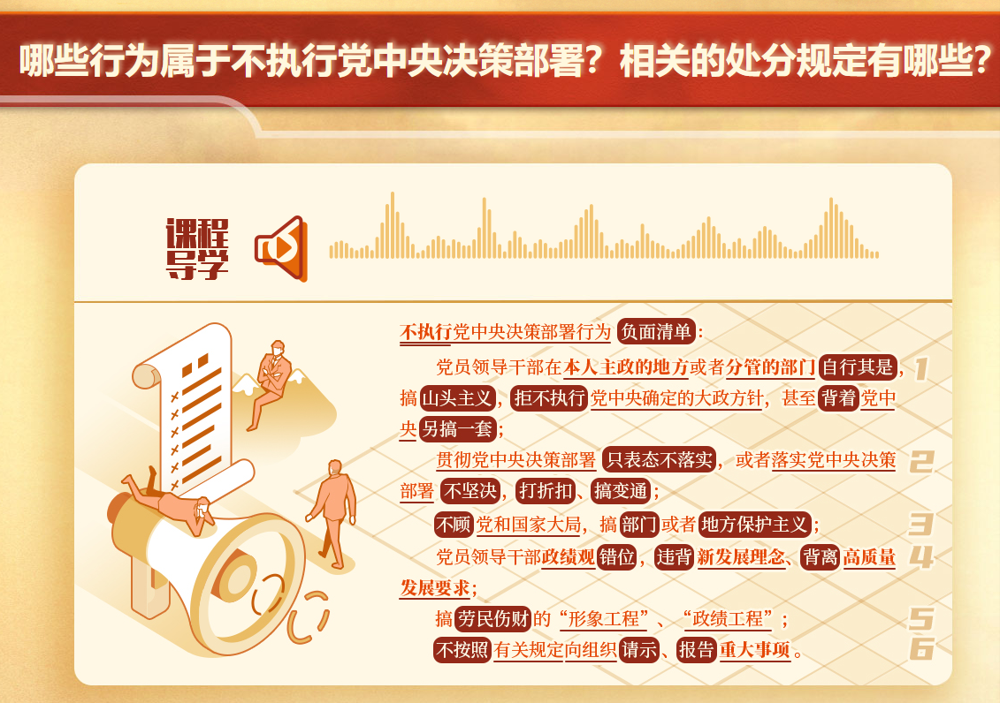 哪些行为属于不执行党中央决策部署？相关的处分规定有哪些？
课程
导学
不执行党中央决策部署行为负面清单：
党员领导干部在本人主政的地方或者分管的部门自行其是， 1
搞山头主义，拒不执行党中央确定的大政方针，甚至背着党中
央另搞一套；
贯彻党中央决策部署只表态不落实，或者落实党中央决策 2
部署不坚决，打折扣、搞变通；
不顾党和国家大局，搞部门或者地方保护主义； 3
党员领导干部政绩观错位，违背新发展理念、背离高质量 4
发展要求；
搞劳民伤财的“形象工程”、“政绩工程”； 5
不按照有关规定向组织请示、报告重大事项。 6